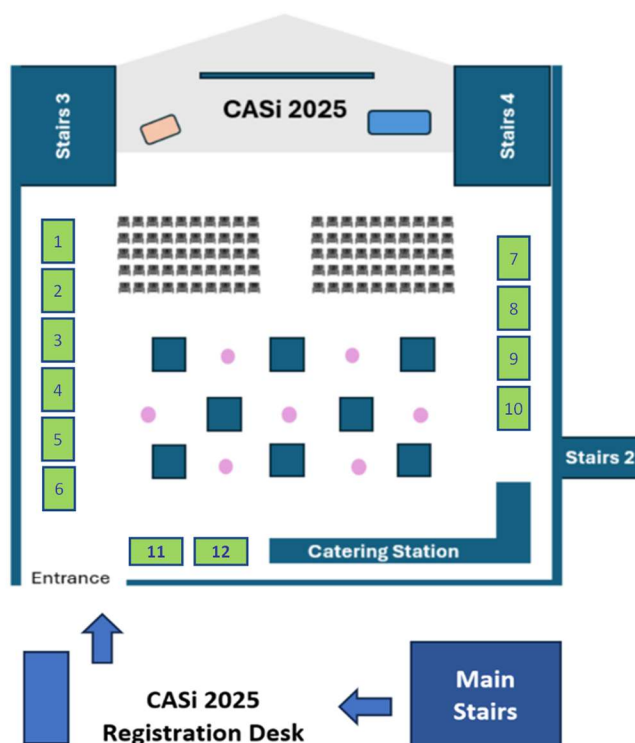 CASi 2025
Stairs 3
Stairs 4
1
2
3
4
5
6
7
8
9
10
Stairs 2
11
12
Catering Station
Entrance
CASi 2025
Registration Desk
Main
Stairs